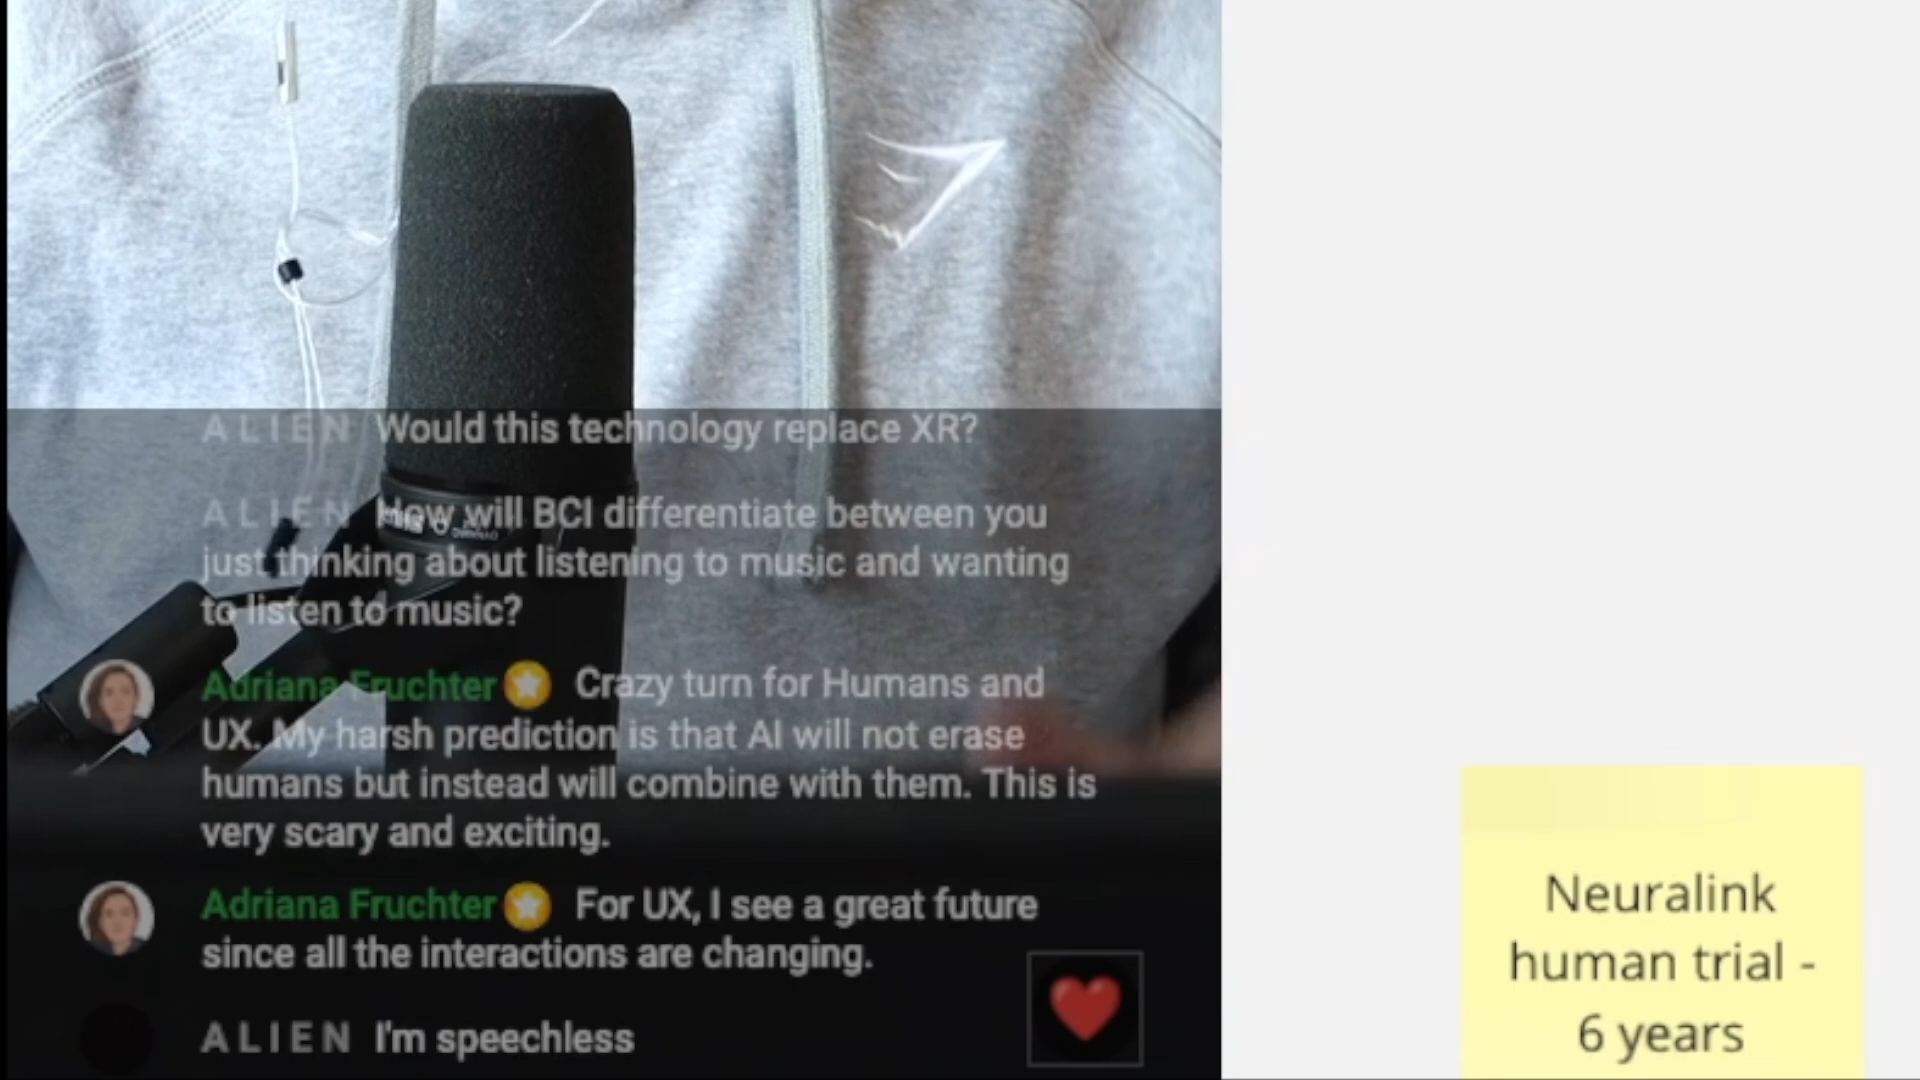 A L I E N Would this technology replace XR?
A L I E N How will BCI differentiate between you
just thinking about listening to music and wanting
to listen to music?
Adriana Fruchter Crazy turn for Humans and
UX. My harsh prediction is that AI will not erase
humans but instead will combine with them. This is
very scary and exciting.
Adriana Fruchter For UX, I see a great future
since all the interactions are changing.
A L I E N I'm speechless
Neuralink
human trial -
6 years